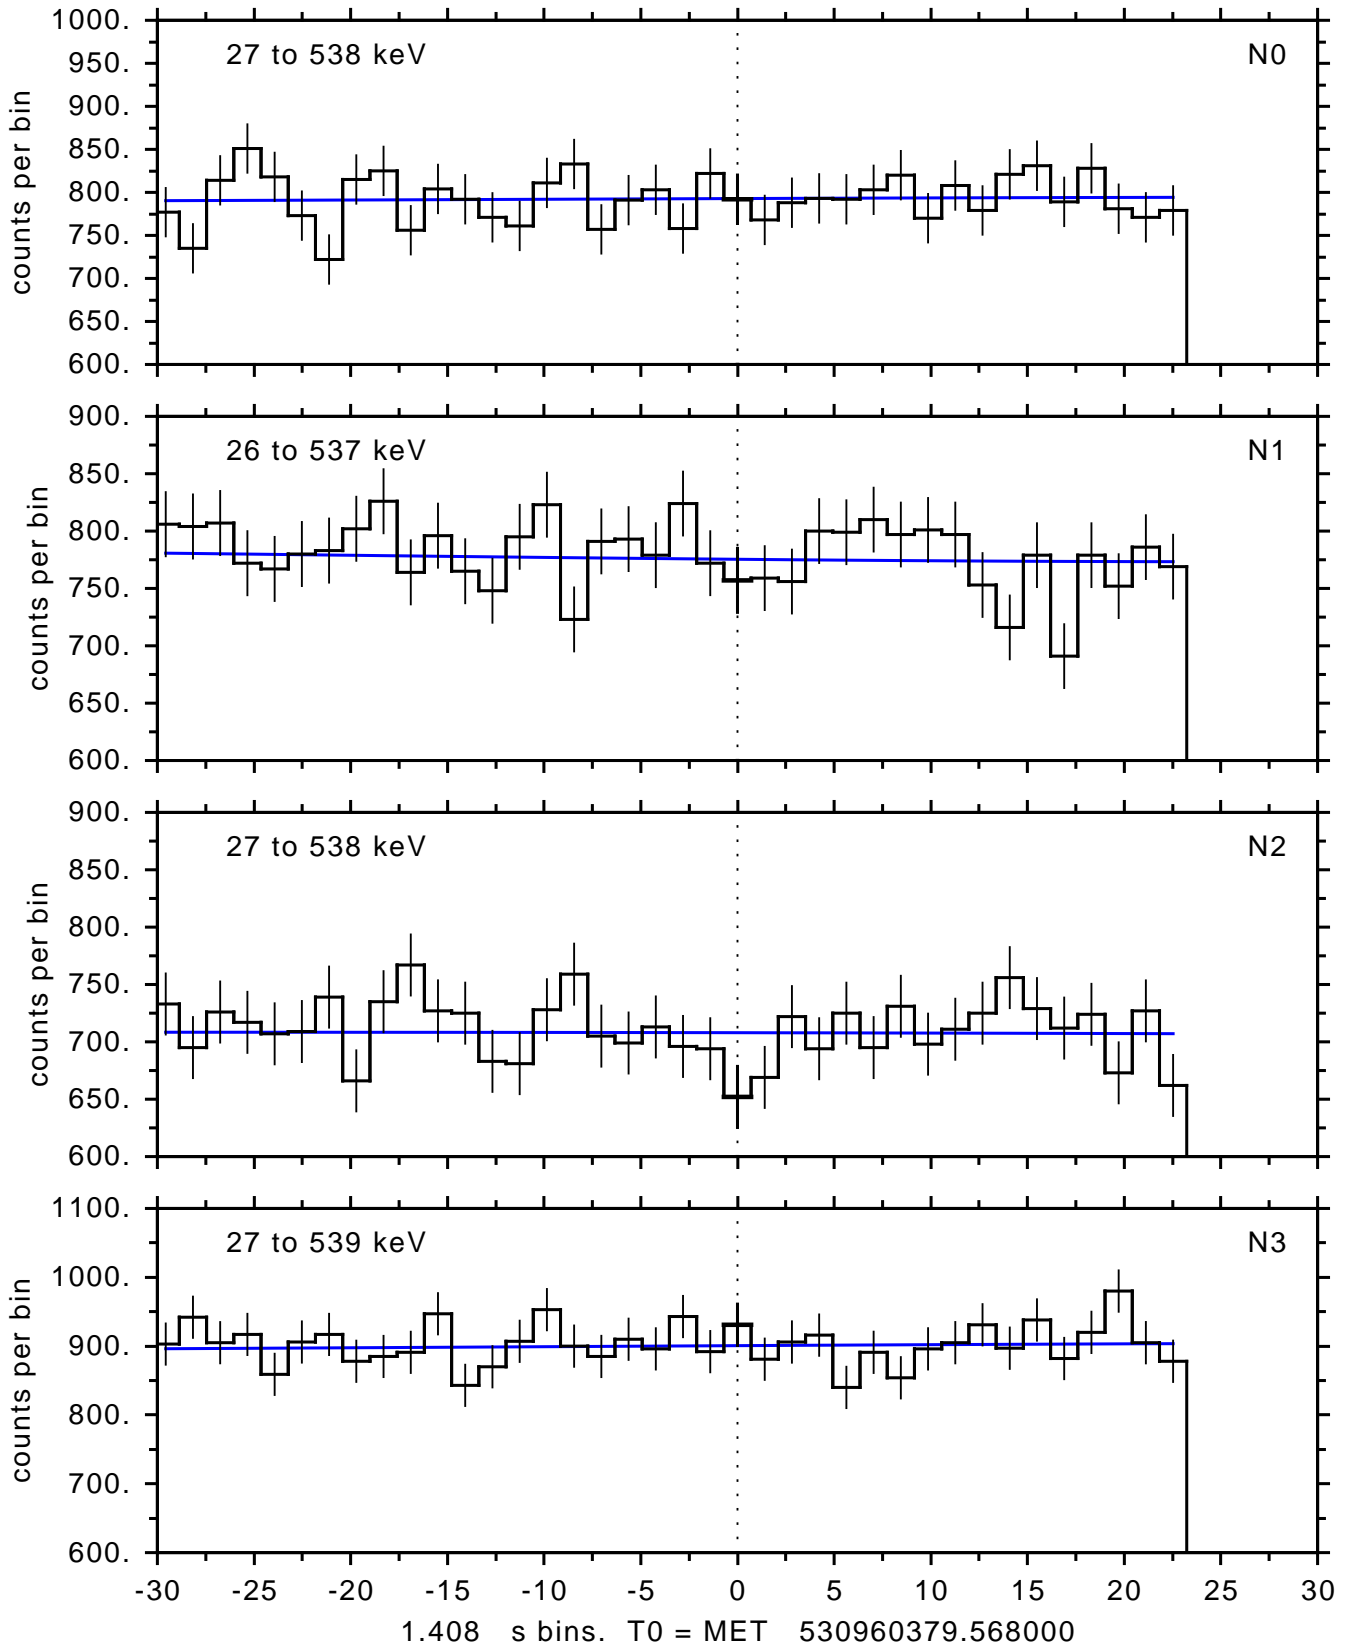 1000.
950.
900.
850.
800.
750.
700.
650.
600.
counts per bin
27 to 538 keV
N0
900.
850.
800.
750.
700.
650.
600.
counts per bin
26 to 537 keV
N1
900.
850.
800.
750.
700.
650.
600.
counts per bin
27 to 538 keV
N2
1100.
1000.
900.
800.
700.
600.
counts per bin
27 to 539 keV
N3
-30 -25 -20 -15 -10 -5 0 5 10 15 20 25 30
1.408 s bins. T0 = MET 530960379.568000